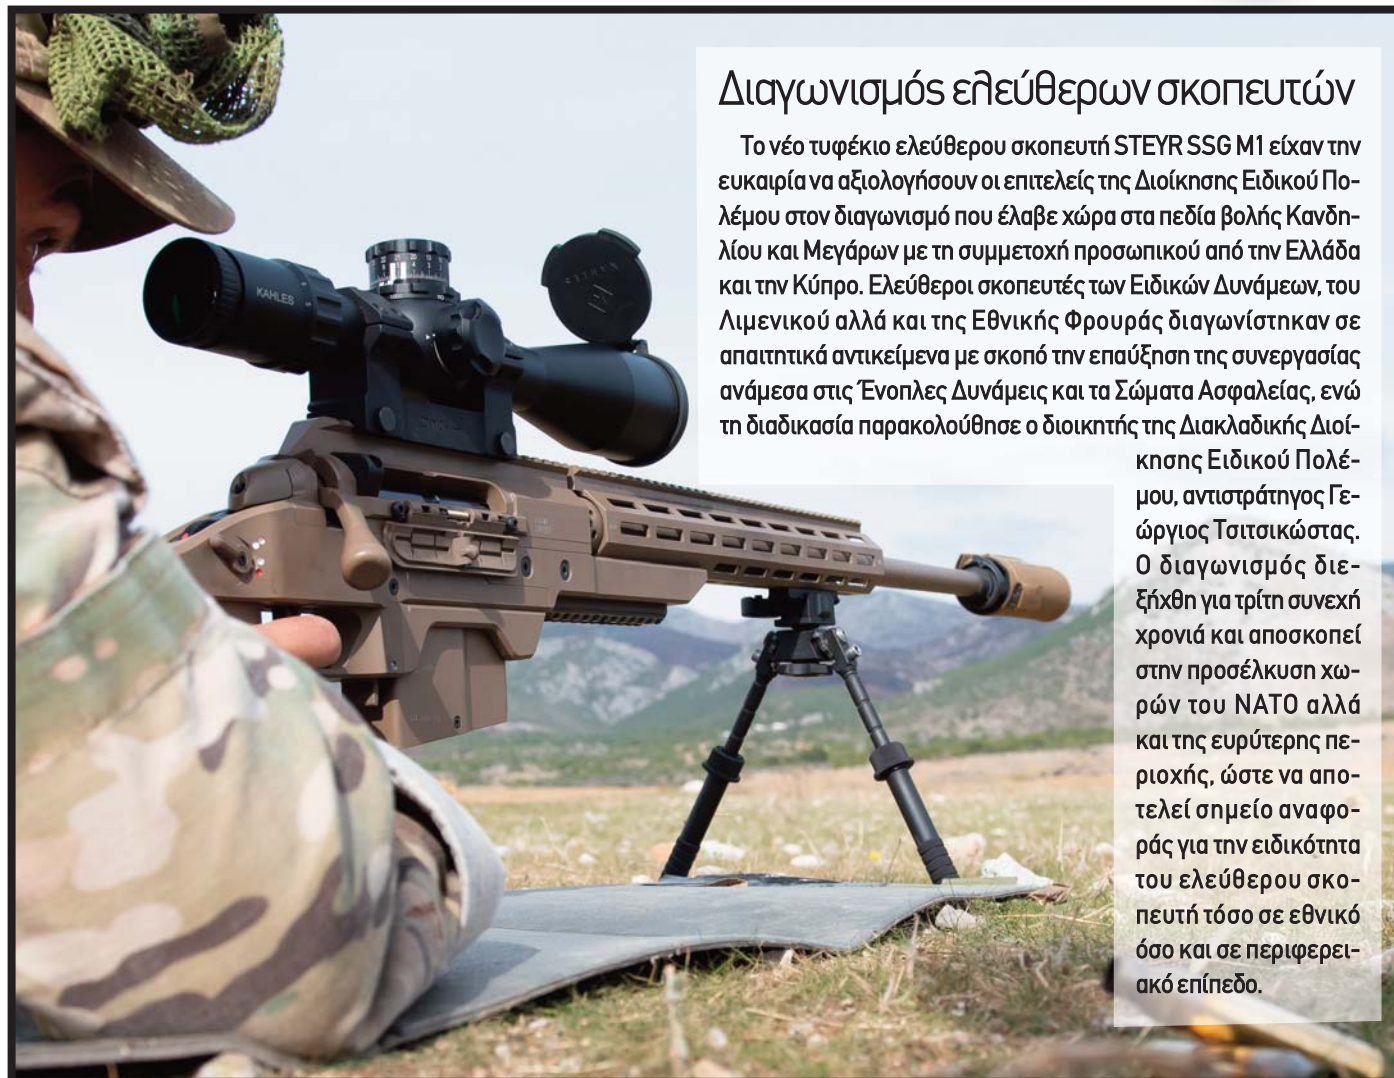 Διαγωνισμός ελεύθερων σκοπευτών
Το νέο τυφέκιο ελεύθερου σκοπευτή STEYR SSG M1 είχαν την
ευκαιρία να αξιολογήσουν οι επιτελείς της Διοίκησης Ειδικού Πο-
λέμου στον διαγωνισμό που έλαβε χώρα στα πεδία βολής Κανδη-
λίου και Μεγάρων με τη συμμετοχή προσωπικού από την Ελλάδα
και την Κύπρο. Ελεύθεροι σκοπευτές των Ειδικών Δυνάμεων, του
Λιμενικού αλλά και της Εθνικής Φρουράς διαγωνίστηκαν σε
απαιτητικά αντικείμενα με σκοπό την επαύξηση της συνεργασίας
ανάμεσα στις Ένοπλες Δυνάμεις και τα Σώματα Ασφαλείας, ενώ
τη διαδικασία παρακολούθησε ο διοικητής της Διακλαδικής Διοί-
κησης Ειδικού Πολέ-
μου, αντιστράτηγος Γε-
ώργιος Τσιτσικώστας.
Ο διαγωνισμός διε-
ξήχθη για τρίτη συνεχή
χρονιά και αποσκοπεί
στην προσέλκυση χω-
ρών του ΝΑΤΟ αλλά
και της ευρύτερης πε-
ριοχής, ώστε να απο-
τελεί σημείο αναφο-
ράς για την ειδικότητα
του ελεύθερου σκο-
πευτή τόσο σε εθνικό
όσο και σε περιφερει-
ακό επίπεδο.
KAHLES